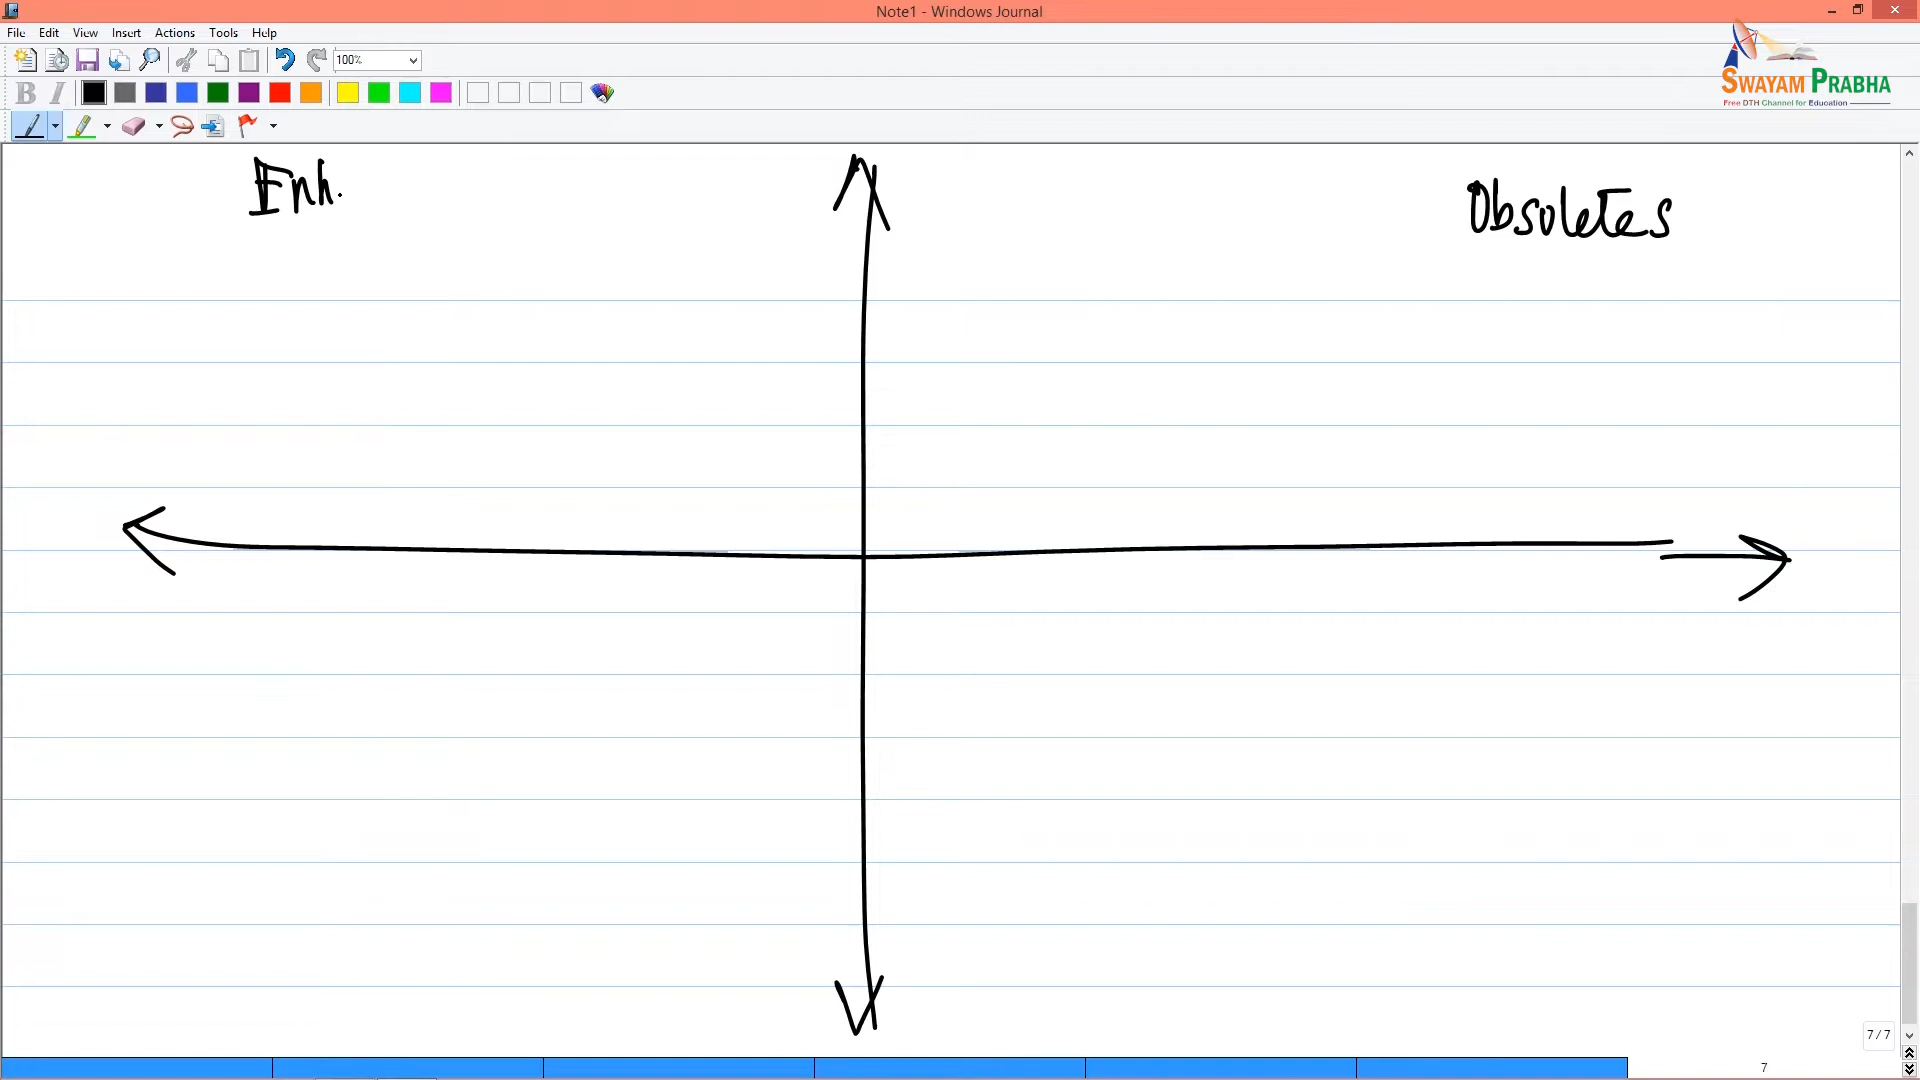 Note1 - Windows Journal
File Edit View Insert Actions Tools Help
100%
B I
SWAYAM PRABHA
Free DTH Channel for Education
Enh.
Obsoletes
7 / 7
7